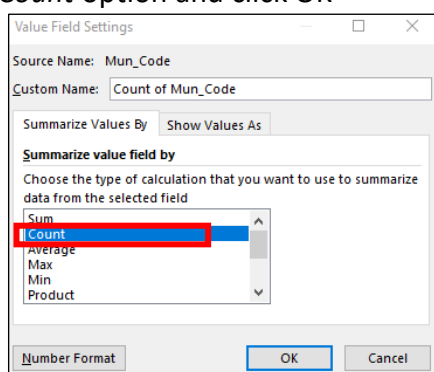 Count option and click OK
Value Field Settings
Source Name: Mun_Code
Custom Name: Count of Mun_Code
Summarize Values By Show Values As
Summarize value field by
Choose the type of calculation that you want to use to summarize
data from the selected field
Sum
Count
Average
Max
Min
Product
Number Format OK Cancel